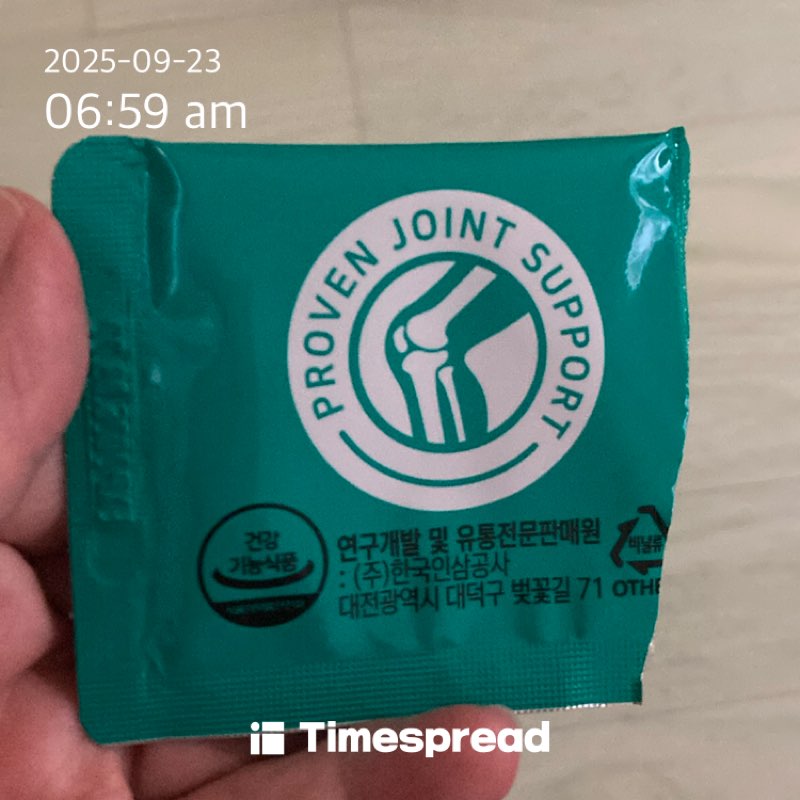 2025-09-23
06:59 am
PROVEN JOINT SUPPORT
건강
기능식품
연구개발 및 유통전문판매원
: (주)한국인삼공사
대전광역시 대덕구 벚꽃길 71
비닐류
OTHE
Timespread